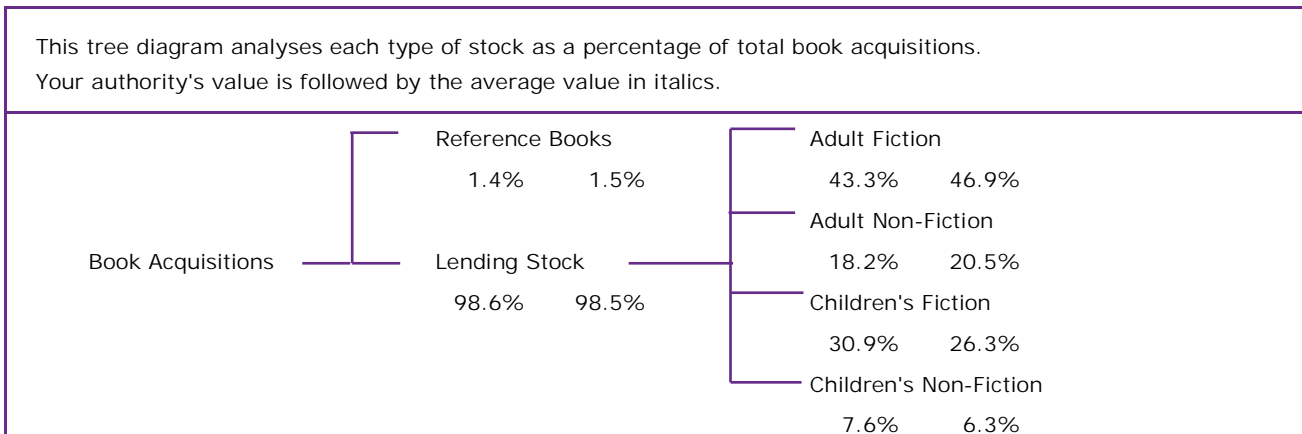 This tree diagram analyses each type of stock as a percentage of total book acquisitions.
Your authority's value is followed by the average value in italics.
Reference Books
1.4% 1.5%
Book Acquisitions
Lending Stock
98.6% 98.5%
Adult Fiction
43.3% 46.9%
Adult Non-Fiction
18.2% 20.5%
Children's Fiction
30.9% 26.3%
Children's Non-Fiction
7.6% 6.3%